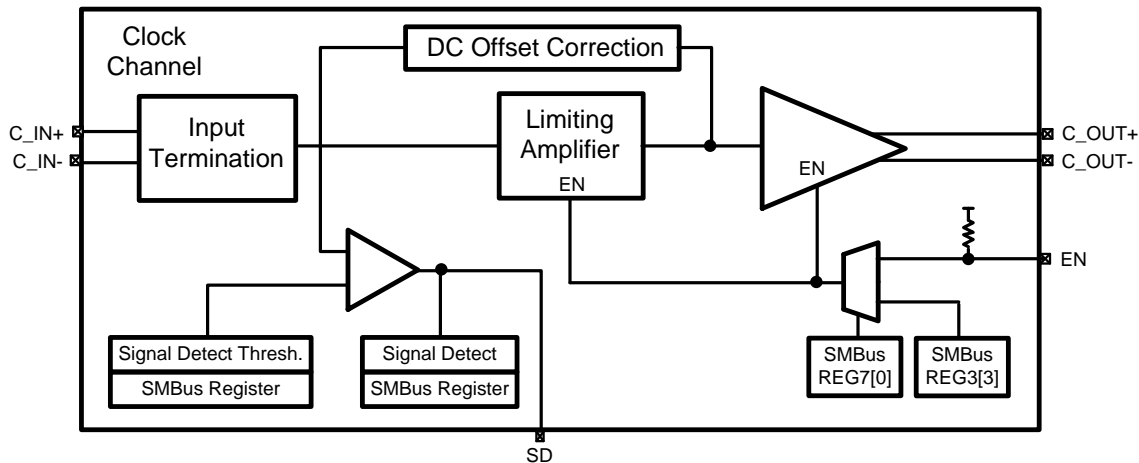 Clock
Channel
DC Offset Correction
C_IN+
C_IN-
Input
Termination
Limiting
Amplifier
EN
EN
C_OUT+
C_OUT-
EN
Signal Detect Thresh.
SMBus Register
Signal Detect
SMBus Register
SMBus
REG7[0]
SMBus
REG3[3]
SD